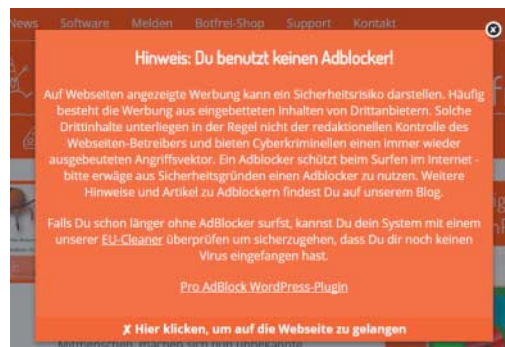 News Software Melden Botfrei-Shop Support Kontakt
Hinweis: Du benutzt keinen Adblocker!
Auf Webseiten angezeigte Werbung kann ein Sicherheitsrisiko darstellen. Häufig
besteht die Werbung aus eingebetteten Inhalten von Drittanbietern. Solche
Drittinhalte unterliegen in der Regel nicht der redaktionellen Kontrolle des
Webseiten-Betreibers und bieten Cyberkriminellen einen immer wieder
ausgebeuteten Angriffsvektor. Ein Adblocker schützt beim Surfen im Internet -
bitte erwäge aus Sicherheitsgründen einen Adblocker zu nutzen. Weitere
Hinweise und Artikel zu Adblockern findest Du auf unserem Blog.
Falls Du schon länger ohne AdBlocker surfst, kannst Du dein System mit einem
unserer EU-Cleaner überprüfen um sicherzugehen, dass Du dir noch keinen
Virus eingefangen hast.
Pro AdBlock WordPress-Plugin
✗ Hier klicken, um auf die Webseite zu gelangen